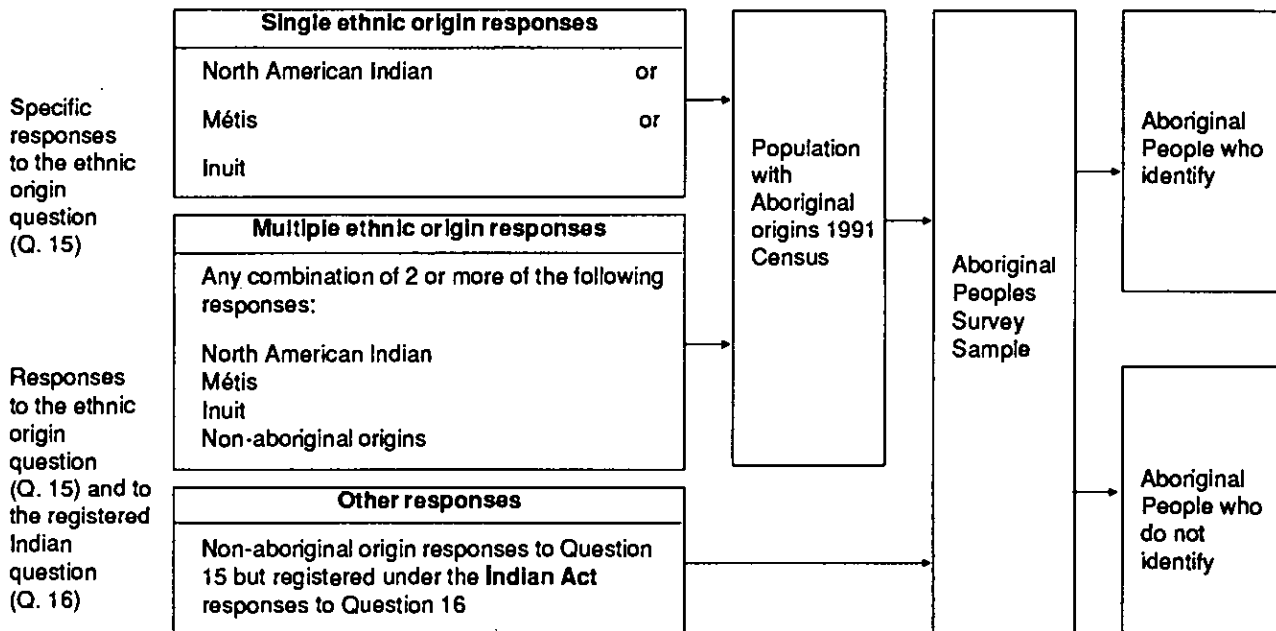 Specific
responses
to the ethnic
origin
question
(Q. 15)
Responses
to the ethnic
origin
question
(Q. 15) and to
the registered
Indian
question
(Q. 16)
Single ethnic origin responses
North American Indian or
Métis or
Inuit
Multiple ethnic origin responses
Any combination of 2 or more of the following
responses:
North American Indian
Métis
Inuit
Non-aboriginal origins
Other responses
Non-aboriginal origin responses to Question
15 but registered under the Indian Act
responses to Question 16
Population
with
Aboriginal
origins 1991
Census
Aboriginal
Peoples
Survey
Sample
Aboriginal
People who
identify
Aboriginal
People who
do not
identify